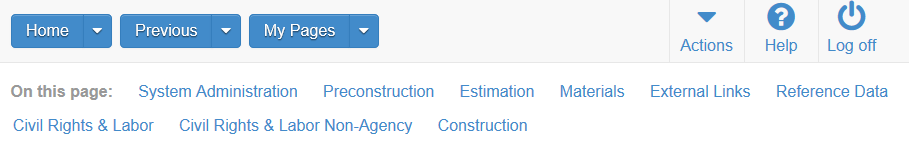 Home Previous My Pages Actions Help Log off
On this page: System Administration Preconstruction Estimation Materials External Links Reference Data
Civil Rights & Labor Civil Rights & Labor Non-Agency Construction